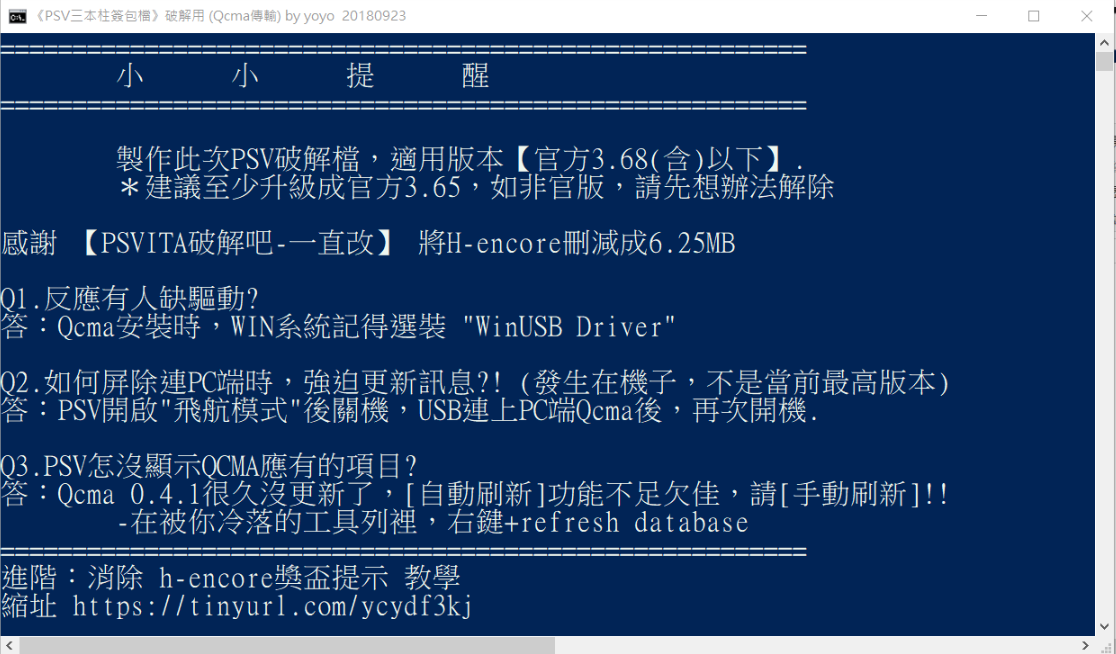 《PSV三本柱簽包檔》破解用 (Qcma傳輸) by yoyo  20180923
========================================================
小 小 提 醒
========================================================
製作此次PSV破解檔，適用版本【官方3.68(含)以下】.
＊建議至少升級成官方3.65，如非官版，請先想辦法解除
感謝 【PSVITA破解吧-一直改】 將H-encore刪減成6.25MB
Q1.反應有人缺驅動?
答：Qcma安裝時，WIN系統記得選裝 "WinUSB Driver"
Q2.如何屏除連PC端時，強迫更新訊息?! (發生在機子，不是當前最高版本)
答：PSV開啟"飛航模式"後關機，USB連上PC端Qcma後，再次開機.
Q3.PSV怎沒顯示QCMA應有的項目?
答：Qcma 0.4.1很久沒更新了，[自動刷新]功能不足欠佳，請[手動刷新]!!
-在被你冷落的工具列裡，右鍵+refresh database
========================================================
進階：消除 h-encore獎盃提示 教學
縮址 https://tinyurl.com/ycydf3kj